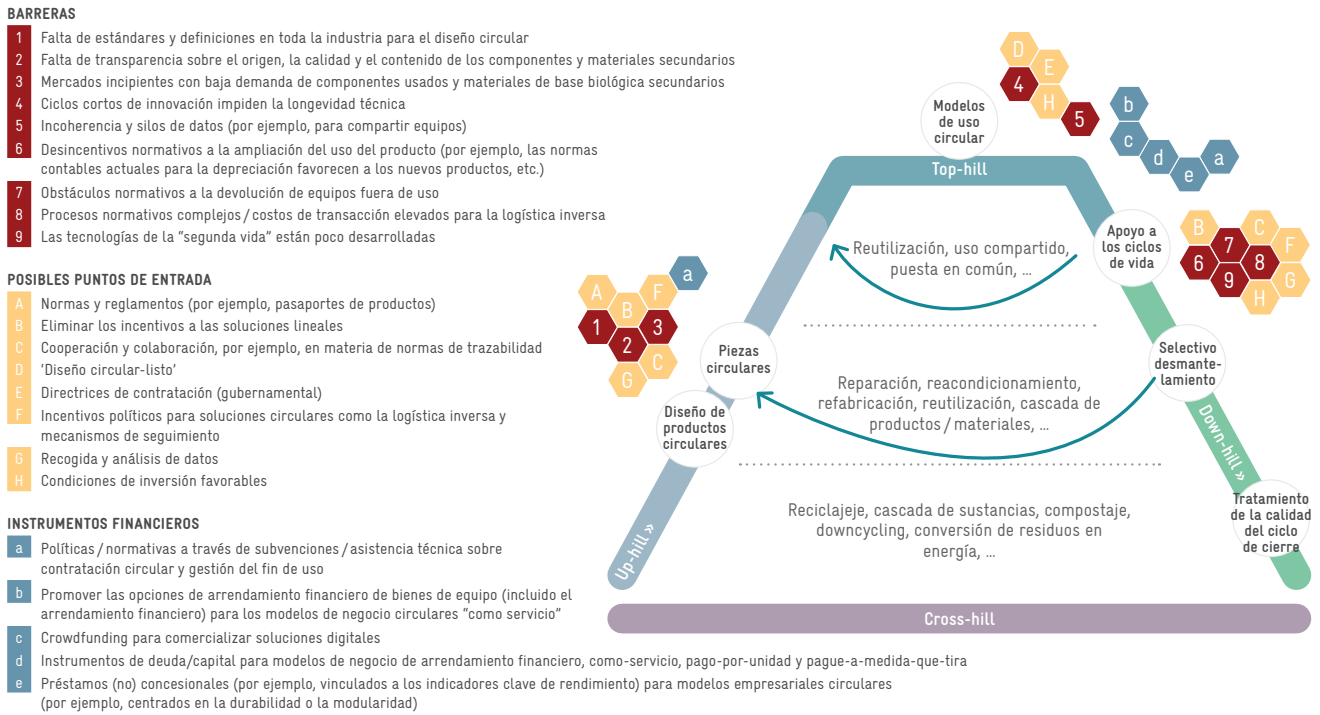 BARRERAS
1 Falta de estándares y definiciones en toda la industria para el diseño circular
2 Falta de transparencia sobre el origen, la calidad y el contenido de los componentes y materiales secundarios
3 Mercados incipientes con baja demanda de componentes usados y materiales de base biológica secundarios
4 Ciclos cortos de innovación impiden la longevidad técnica
5 Incoherencia y silos de datos (por ejemplo, para compartir equipos)
6 Desincentivos normativos a la ampliación del uso del producto (por ejemplo, las normas
contables actuales para la depreciación favorecen a los nuevos productos, etc.)
7 Obstáculos normativos a la devolución de equipos fuera de uso
8 Procesos normativos complejos / costos de transacción elevados para la logística inversa
9 Las tecnologías de la “segunda vida” están poco desarrolladas
POSIBLES PUNTOS DE ENTRADA
A Normas y reglamentos (por ejemplo, pasaportes de productos)
B Eliminar los incentivos a las soluciones lineales
C Cooperación y colaboración, por ejemplo, en materia de normas de trazabilidad
D 'Diseño circular-listo'
E Directrices de contratación (gubernamental)
F Incentivos políticos para soluciones circulares como la logística inversa y
mecanismos de seguimiento
G Recogida y análisis de datos
H Condiciones de inversión favorables
INSTRUMENTOS FINANCIEROS
a Políticas / normativas a través de subvenciones / asistencia técnica sobre
contratación circular y gestión del fin de uso
b Promover las opciones de arrendamiento financiero de bienes de equipo (incluido el
arrendamiento financiero) para los modelos de negocio circulares “como servicio”
c Crowdfunding para comercializar soluciones digitales
d Instrumentos de deuda/capital para modelos de negocio de arrendamiento financiero, como-servicio, pago-por-unidad y pague-a-medida-que-tira
e Préstamos (no) concesionales (por ejemplo, vinculados a los indicadores clave de rendimiento) para modelos empresariales circulares
(por ejemplo, centrados en la durabilidad o la modularidad)
D
E
4
H
5
b
c
d
e
a
Modelos
de uso
circular
Top-hill
Apoyo a
los ciclos
de vida
B
C
7
F
6
8
9
G
H
Reutilización, uso compartido,
puesta en común, ...
a
A
F
B
1
3
2
C
G
Piezas
circulares
Diseño de
productos
circulares
Selectivo
desmante-
lamiento
Reparación, reacondicionamiento,
refabricación, reutilización, cascada de
productos / materiales, ...
Down-hill »
Up-hill »
Reciclajeje, cascada de sustancias, compostaje,
downcycling, conversión de residuos en
energía, ...
Tratamiento
de la calidad
del ciclo
de cierre
Cross-hill